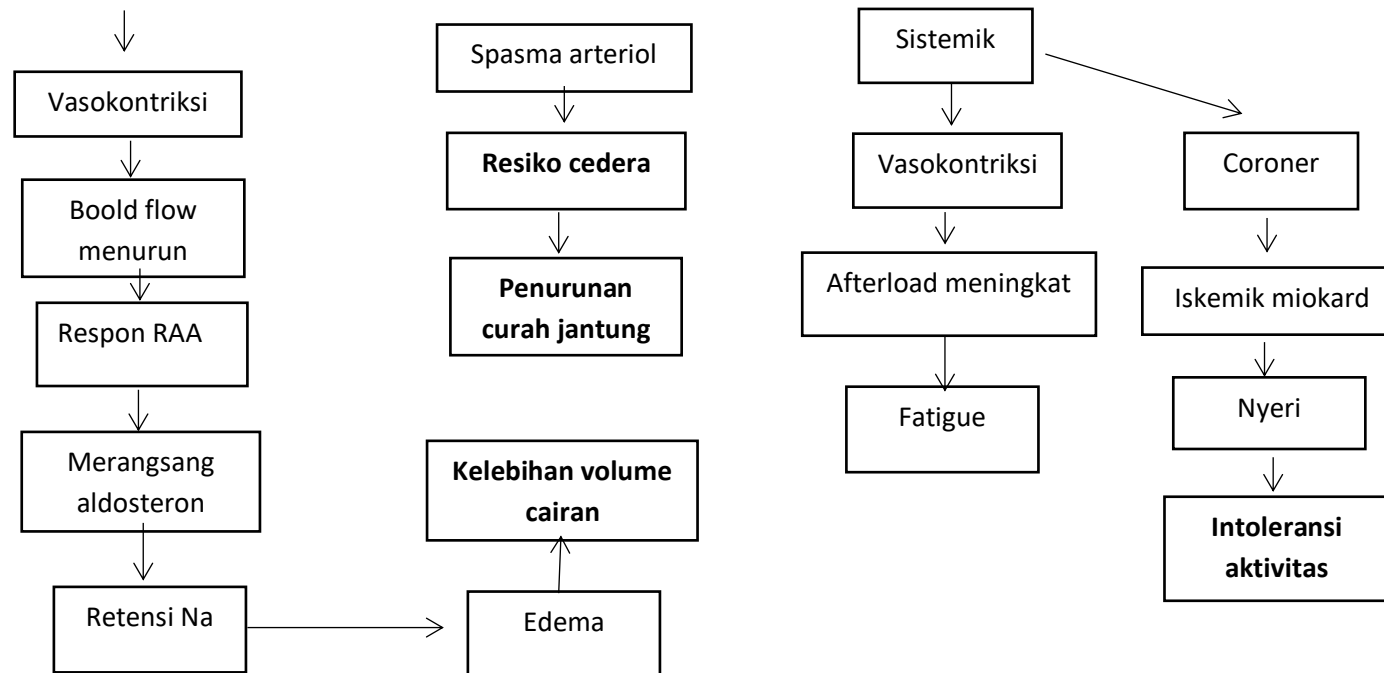 Vasokontriksi
Boold flow
menurun
Respon RAA
Merangsang
aldosteron
Retensi Na
Spasma arteriol
Resiko cedera
Penurunan
curah jantung
Kelebihan volume
cairan
Edema
Sistemik
Vasokontriksi
Afterload meningkat
Fatigue
Coroner
Iskemik miokard
Nyeri
Intoleransi
aktivitas